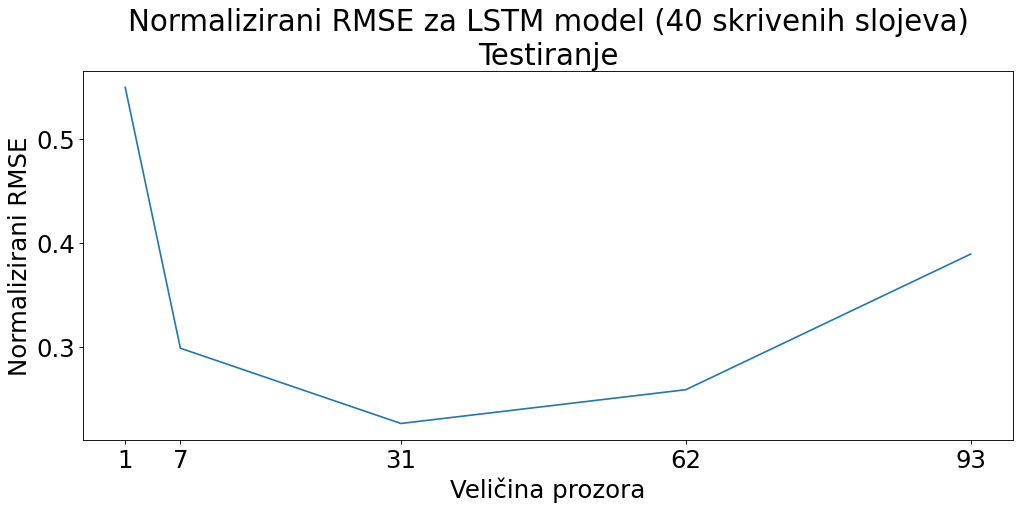 Normalizirani RMSE za LSTM model (40 skrivenih slojeva)
Testiranje
Normalizirani RMSE
0.5
0.4
0.3
1 7 31 62 93
Veličina prozora